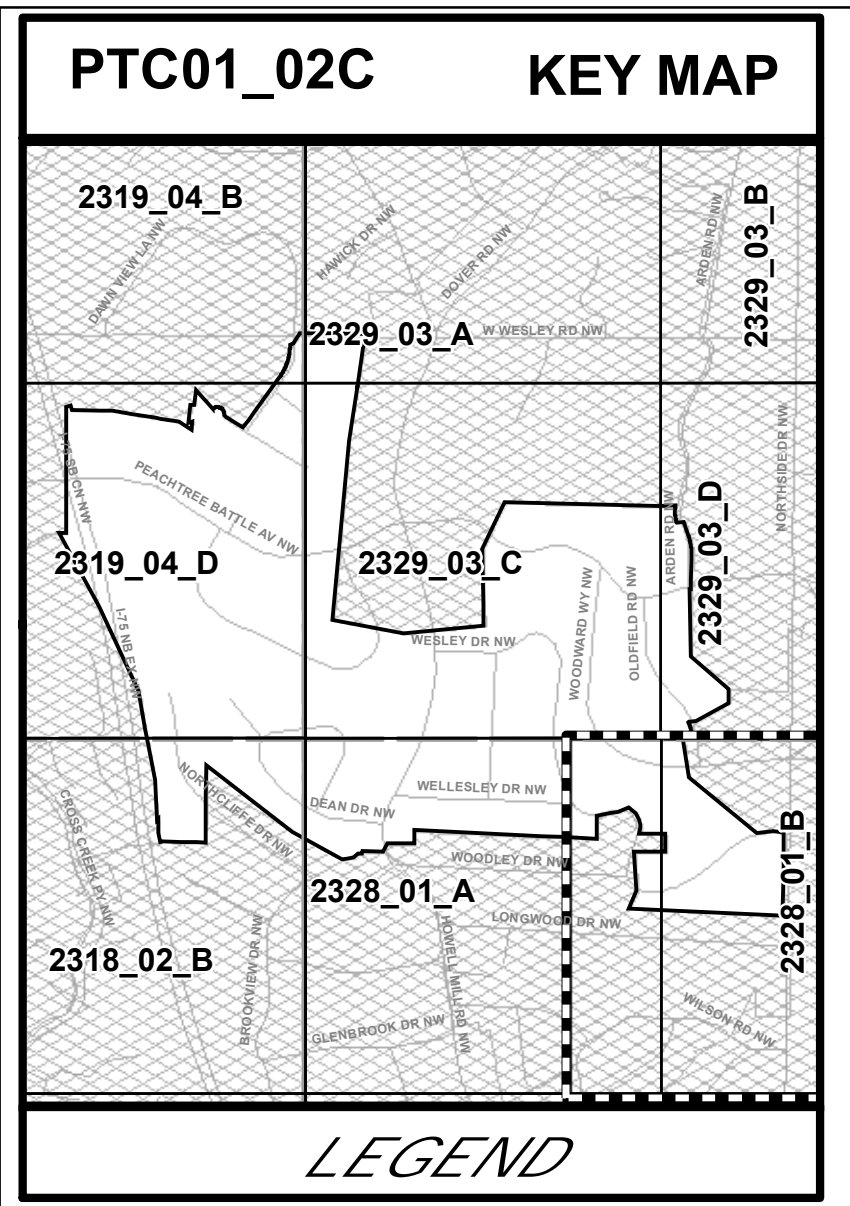 PTC01_02C KEY MAP
2319_04_B
DAWN VIEW LA NW
HAWICK DR NW
DOVER RD NW
ARDEN RD NW
2329_03_B
2329_03_A
W WESLEY RD NW
NORTHSIDE DR NW
I-75 SB CN NW
PEACHTREE BATTLE AV NW
2319_04_D
2329_03_C
ARDEN RD NW
2329_03_D
WOODWARD WY NW
OLDFIELD RD NW
WESLEY DR NW
I-75 NB EX NW
NORTHCLIFFE DR NW
WELLESLEY DR NW
DEAN DR NW
CROSS CREEK PY NW
WOODLEY DR NW
2328_01_A
2328_01_B
LONGWOOD DR NW
HOWELL MILL RD NW
BROOKVIEW DR NW
2318_02_B
WILSON RD NW
GLENBROOK DR NW
LEGEND